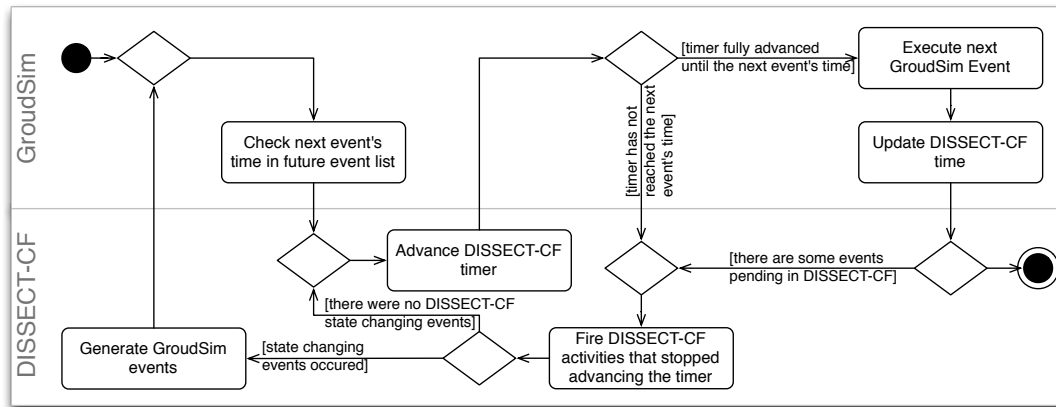 GroudSim
[timer fully advanced
until the next event's time]
Execute next
GroudSim Event
Check next event's
time in future event list
[timer has not
reached the next
event's time]
Update DISSECT-CF
time
DISSECT-CF
Advance DISSECT-CF
timer
[there are some events
pending in DISSECT-CF]
[there were no DISSECT-CF
state changing events]
Generate GroudSim
events
[state changing
events occured]
Fire DISSECT-CF
activities that stopped
advancing the timer